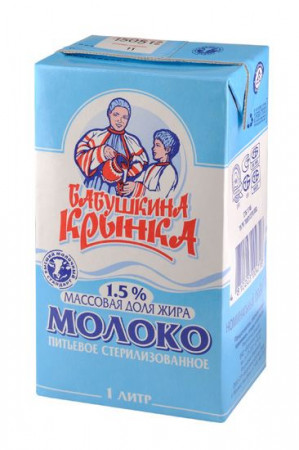 БАБУШКИНА
КРЫНКА
1.5 %
МАССОВАЯ ДОЛЯ ЖИРА
МОЛОКО
ПИТЬЕВОЕ СТЕРИЛИЗОВАННОЕ
1 ЛИТР